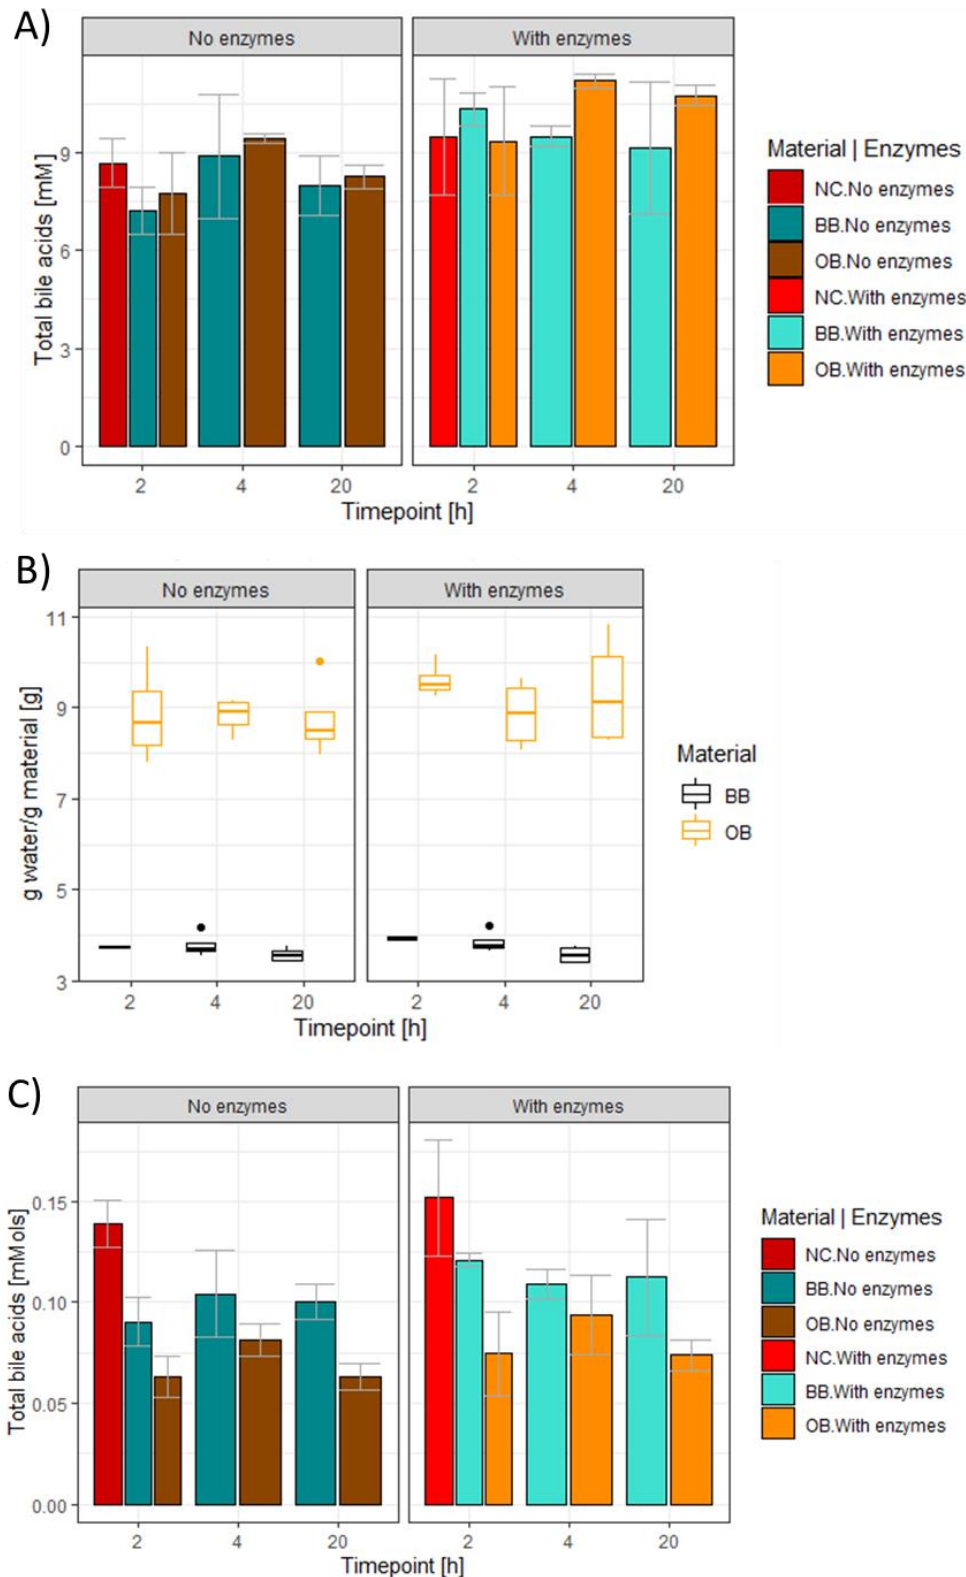 A)
No enzymes
With enzymes
Total bile acids [mM]
9
6
3
0
2
4
20
2
4
20
Timepoint [h]
Material | Enzymes
NC.No enzymes
BB.No enzymes
OB.No enzymes
NC.With enzymes
BB.With enzymes
OB.With enzymes
B)
No enzymes
With enzymes
g water/g material [g]
11
9
7
5
3
2
4
20
2
4
20
Timepoint [h]
Material
BB
OB
C)
No enzymes
With enzymes
Total bile acids [mMols]
0.15
0.10
0.05
0.00
2
4
20
2
4
20
Timepoint [h]
Material | Enzymes
NC.No enzymes
BB.No enzymes
OB.No enzymes
NC.With enzymes
BB.With enzymes
OB.With enzymes